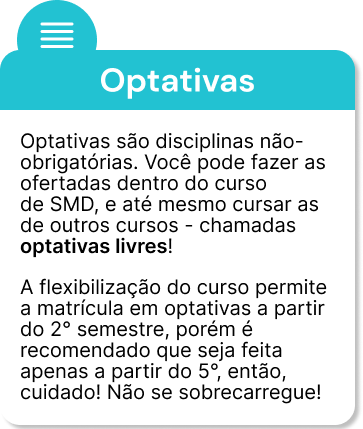 Optativas
Optativas são disciplinas não-
obrigatórias. Você pode fazer as
ofertadas dentro do curso
de SMD, e até mesmo cursar as
de outros cursos - chamadas
optativas livres!
A flexibilização do curso permite
a matrícula em optativas a partir
do 2° semestre, porém é
recomendado que seja feita
apenas a partir do 5°, então,
cuidado! Não se sobrecarregue!